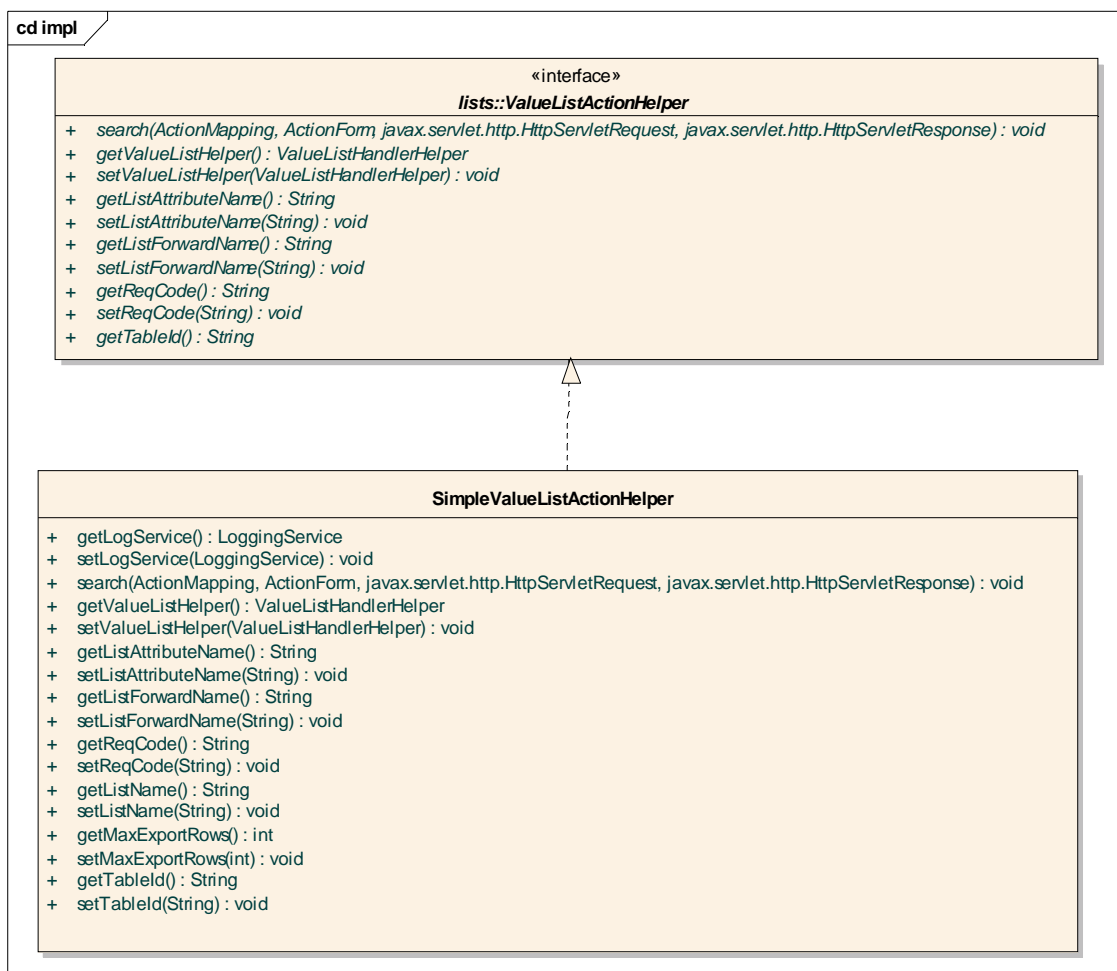 cd impl
«interface»
lists::ValueListActionHelper
+ search(ActionMapping, ActionForm, javax.servlet.http.HttpServletRequest, javax.servlet.http.HttpServletResponse) : void
+ getValueListHelper() : ValueListHandlerHelper
+ setValueListHelper(ValueListHandlerHelper) : void
+ getListAttributeName() : String
+ setListAttributeName(String) : void
+ getListForwardName() : String
+ setListForwardName(String) : void
+ getReqCode() : String
+ setReqCode(String) : void
+ getTableId() : String
SimpleValueListActionHelper
+ getLogService() : LoggingService
+ setLogService(LoggingService) : void
+ search(ActionMapping, ActionForm, javax.servlet.http.HttpServletRequest, javax.servlet.http.HttpServletResponse) : void
+ getValueListHelper() : ValueListHandlerHelper
+ setValueListHelper(ValueListHandlerHelper) : void
+ getListAttributeName() : String
+ setListAttributeName(String) : void
+ getListForwardName() : String
+ setListForwardName(String) : void
+ getReqCode() : String
+ setReqCode(String) : void
+ getListName() : String
+ setListName(String) : void
+ getMaxExportRows() : int
+ setMaxExportRows(int) : void
+ getTableId() : String
+ setTableId(String) : void